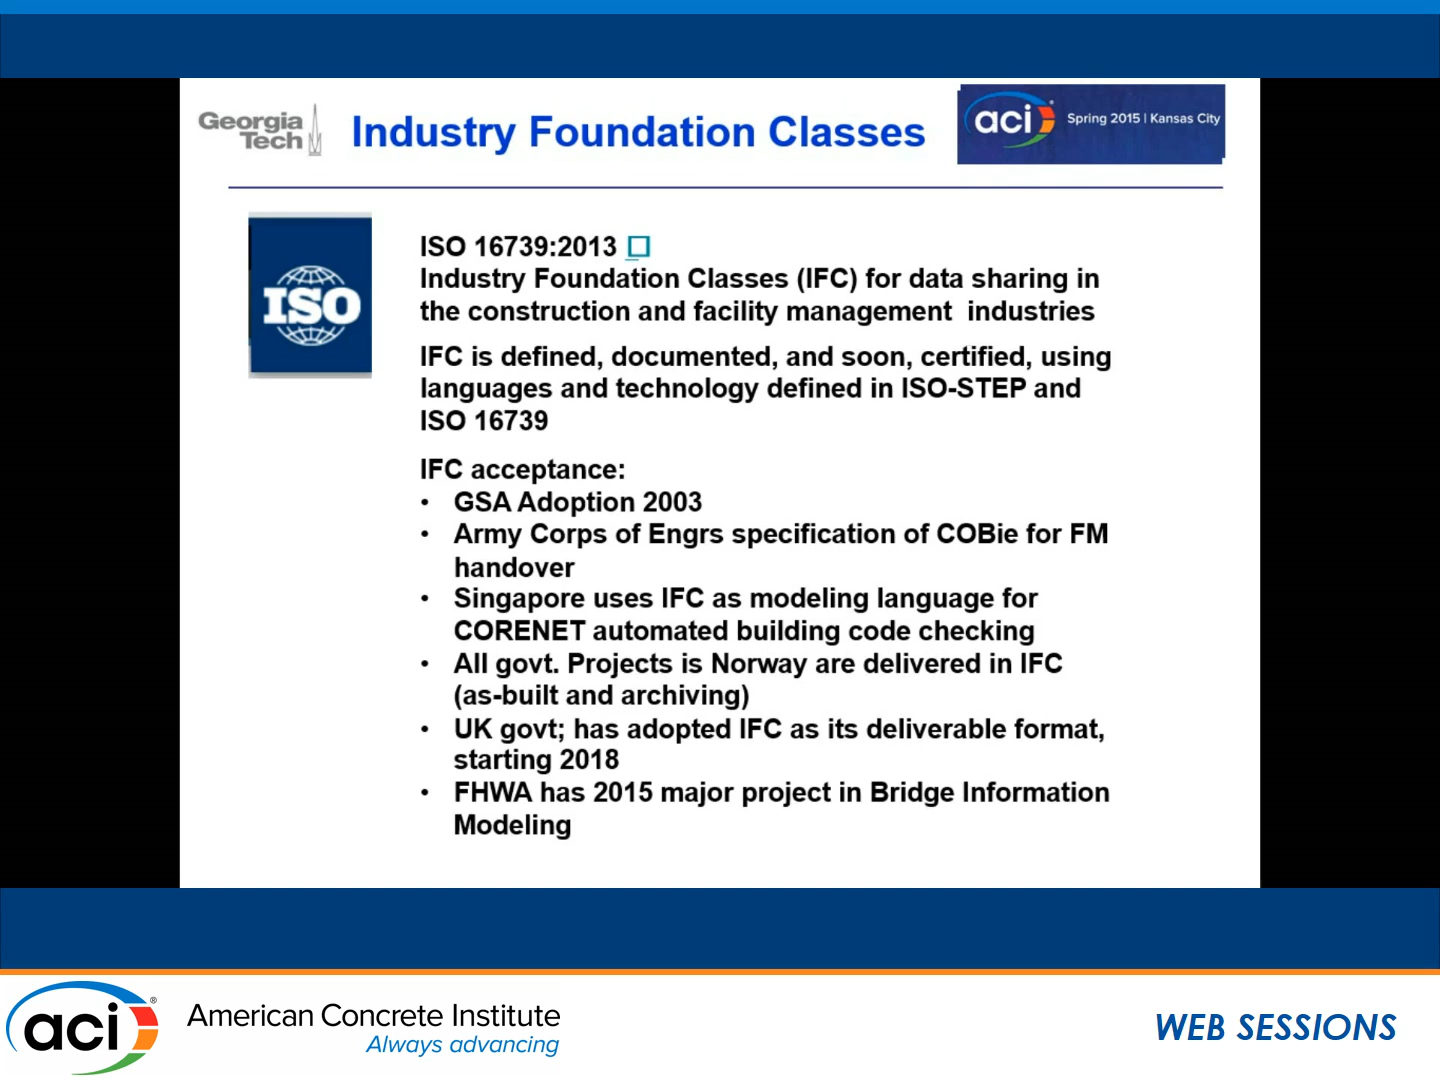 Georgia
Tech
Industry Foundation Classes
aci® Spring 2015 | Kansas City
ISO
ISO 16739:2013
Industry Foundation Classes (IFC) for data sharing in
the construction and facility management industries
IFC is defined, documented, and soon, certified, using
languages and technology defined in ISO-STEP and
ISO 16739
IFC acceptance:
• GSA Adoption 2003
• Army Corps of Engrs specification of COBie for FM
handover
• Singapore uses IFC as modeling language for
CORENET automated building code checking
• All govt. Projects is Norway are delivered in IFC
(as-built and archiving)
• UK govt; has adopted IFC as its deliverable format,
starting 2018
• FHWA has 2015 major project in Bridge Information
Modeling
aci®
American Concrete Institute
Always advancing
WEB SESSIONS